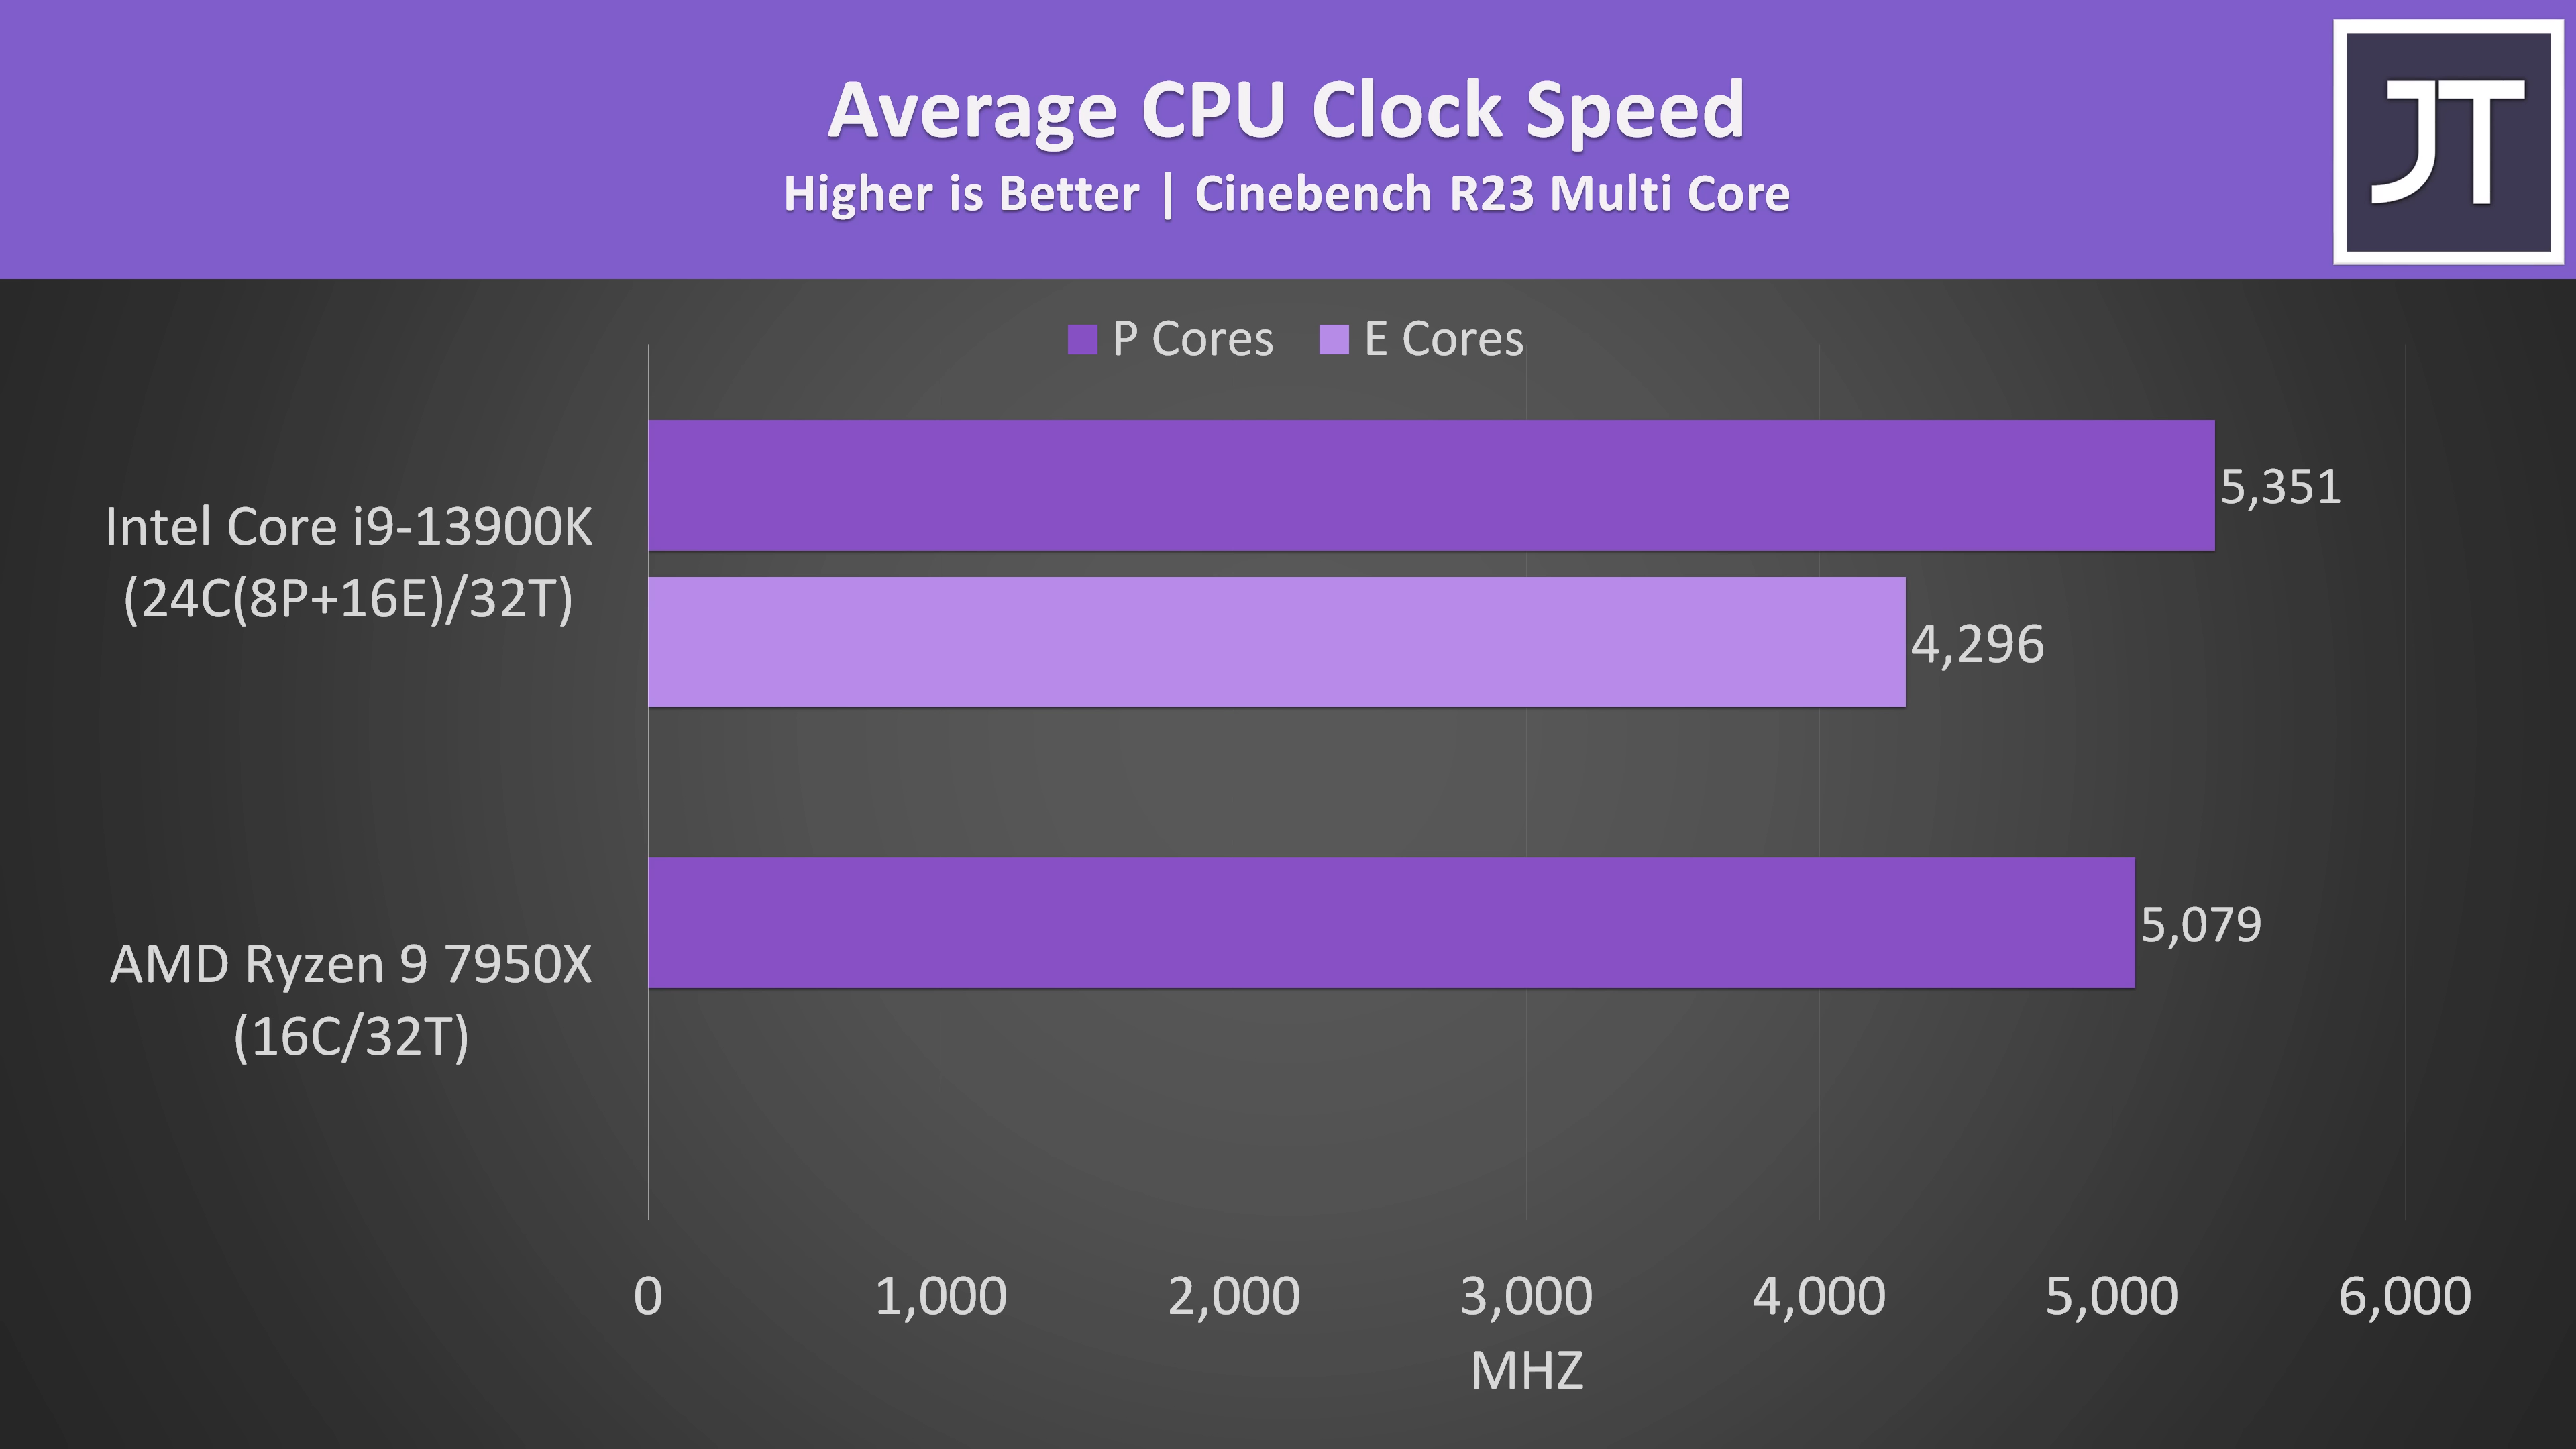 Average CPU Clock Speed
Higher is Better | Cinebench R23 Multi Core
JT
P Cores
E Cores
Intel Core i9-13900K
(24C(8P+16E)/32T)
5,351
4,296
AMD Ryzen 9 7950X
(16C/32T)
5,079
0
1,000
2,000
3,000
4,000
5,000
6,000
MHZ